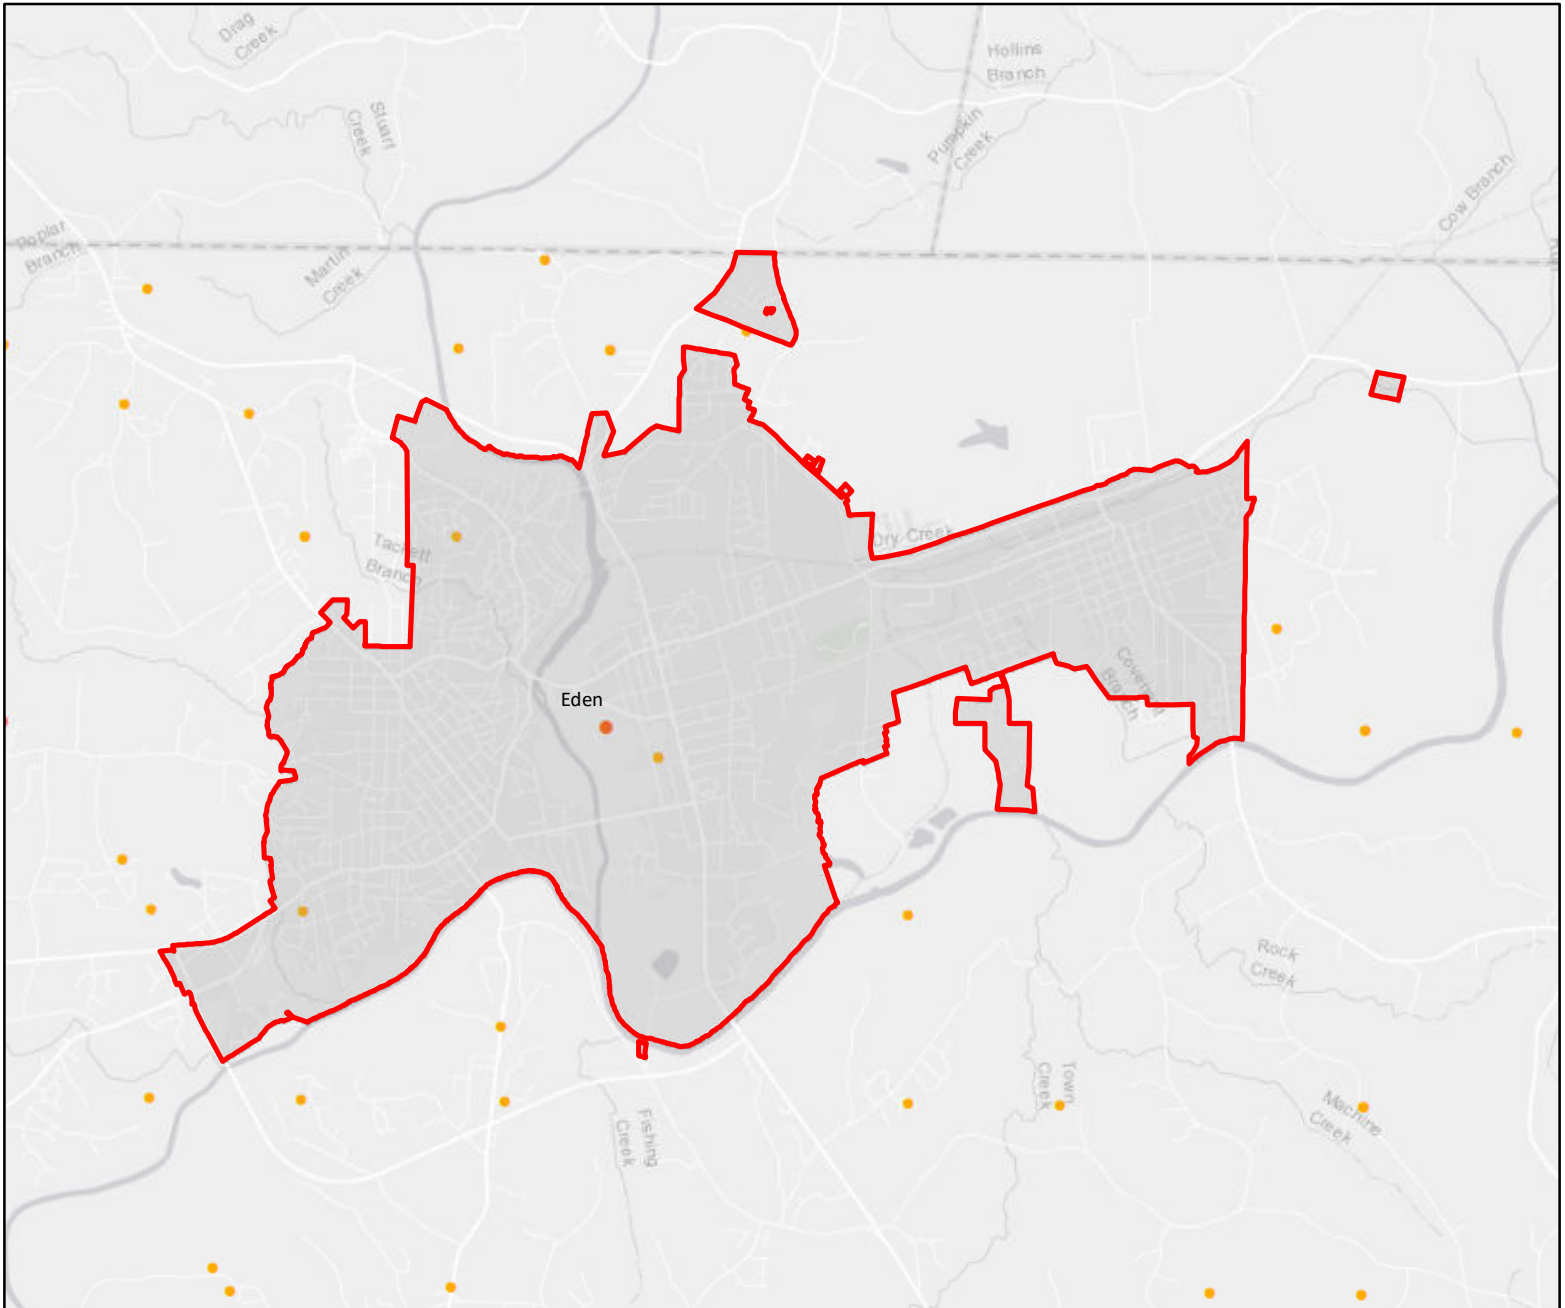 Drag
Creek
Hollins
Branch
Stuart
Creek
Pumpkin
Creek
Cow Branch
Poplar
Branch
Martin
Creek
Dry Creek
Tackett
Branch
Covenant
Branch
Eden
Rock
Creek
Town
Creek
Machine
Creek
Fishing
Creek